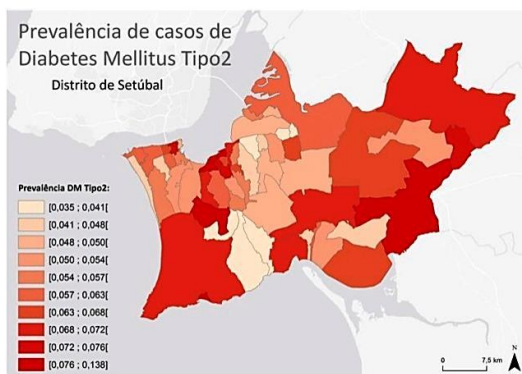 Prevalência de casos de
Diabetes Mellitus Tipo2
Distrito de Setúbal
Prevalência DM Tipo2:
[0,035 ; 0,041[
[0,041 ; 0,048[
[0,048 ; 0,050[
[0,050 ; 0,054[
[0,054 ; 0,057[
[0,057 ; 0,063[
[0,063 ; 0,068[
[0,068 ; 0,072[
[0,072 ; 0,076[
[0,076 ; 0,138]
0 7,5 km
N